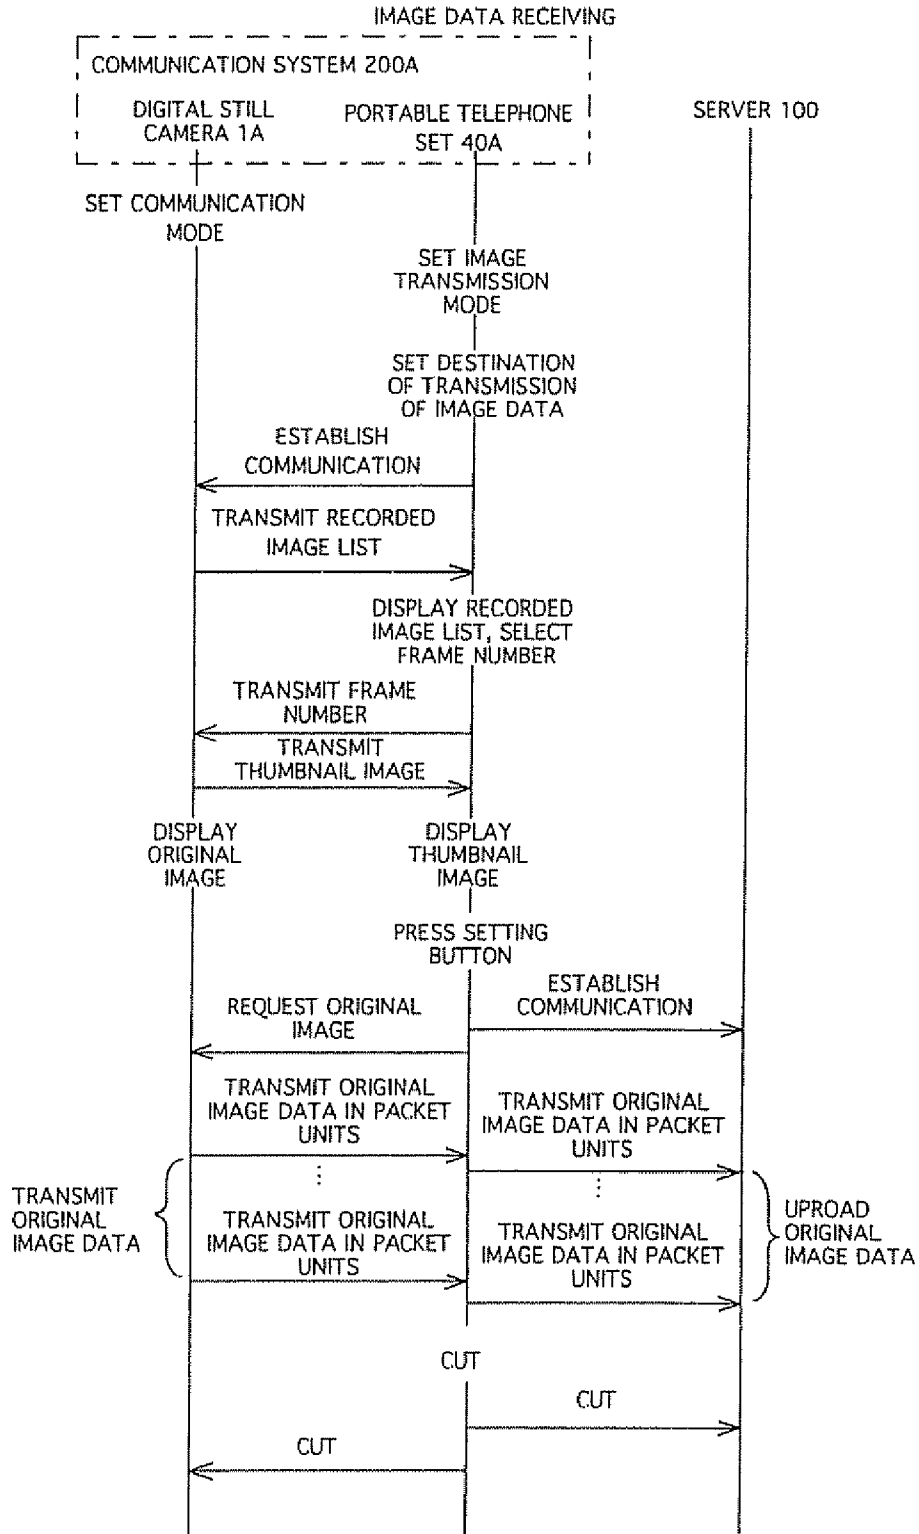 IMAGE DATA RECEIVING
COMMUNICATION SYSTEM 200A
DIGITAL STILL
CAMERA 1A
PORTABLE TELEPHONE
SET 40A
SERVER 100
SET COMMUNICATION
MODE
SET IMAGE
TRANSMISSION
MODE
SET DESTINATION
OF TRANSMISSION
OF IMAGE DATA
ESTABLISH
COMMUNICATION
TRANSMIT RECORDED
IMAGE LIST
DISPLAY RECORDED
IMAGE LIST, SELECT
FRAME NUMBER
TRANSMIT FRAME
NUMBER
TRANSMIT
THUMBNAIL IMAGE
DISPLAY
ORIGINAL
IMAGE
DISPLAY
THUMBNAIL
IMAGE
PRESS SETTING
BUTTON
ESTABLISH
COMMUNICATION
REQUEST ORIGINAL
IMAGE
TRANSMIT ORIGINAL
IMAGE DATA IN PACKET
UNITS
TRANSMIT ORIGINAL
IMAGE DATA IN PACKET
UNITS
TRANSMIT
ORIGINAL
IMAGE DATA
TRANSMIT ORIGINAL
IMAGE DATA IN PACKET
UNITS
TRANSMIT ORIGINAL
IMAGE DATA IN PACKET
UNITS
UPROAD
ORIGINAL
IMAGE DATA
CUT
CUT
CUT